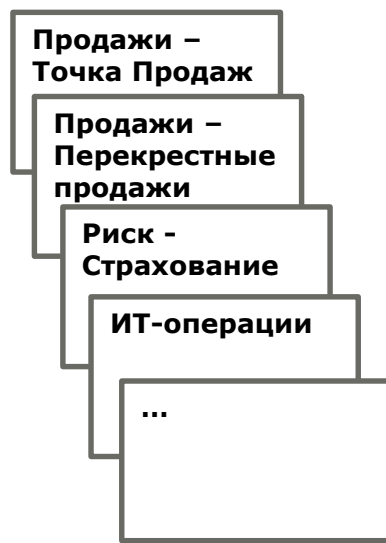 Продажи –
Точка Продаж
Продажи –
Перекрестные
продажи
Риск -
Страхование
ИТ-операции
...